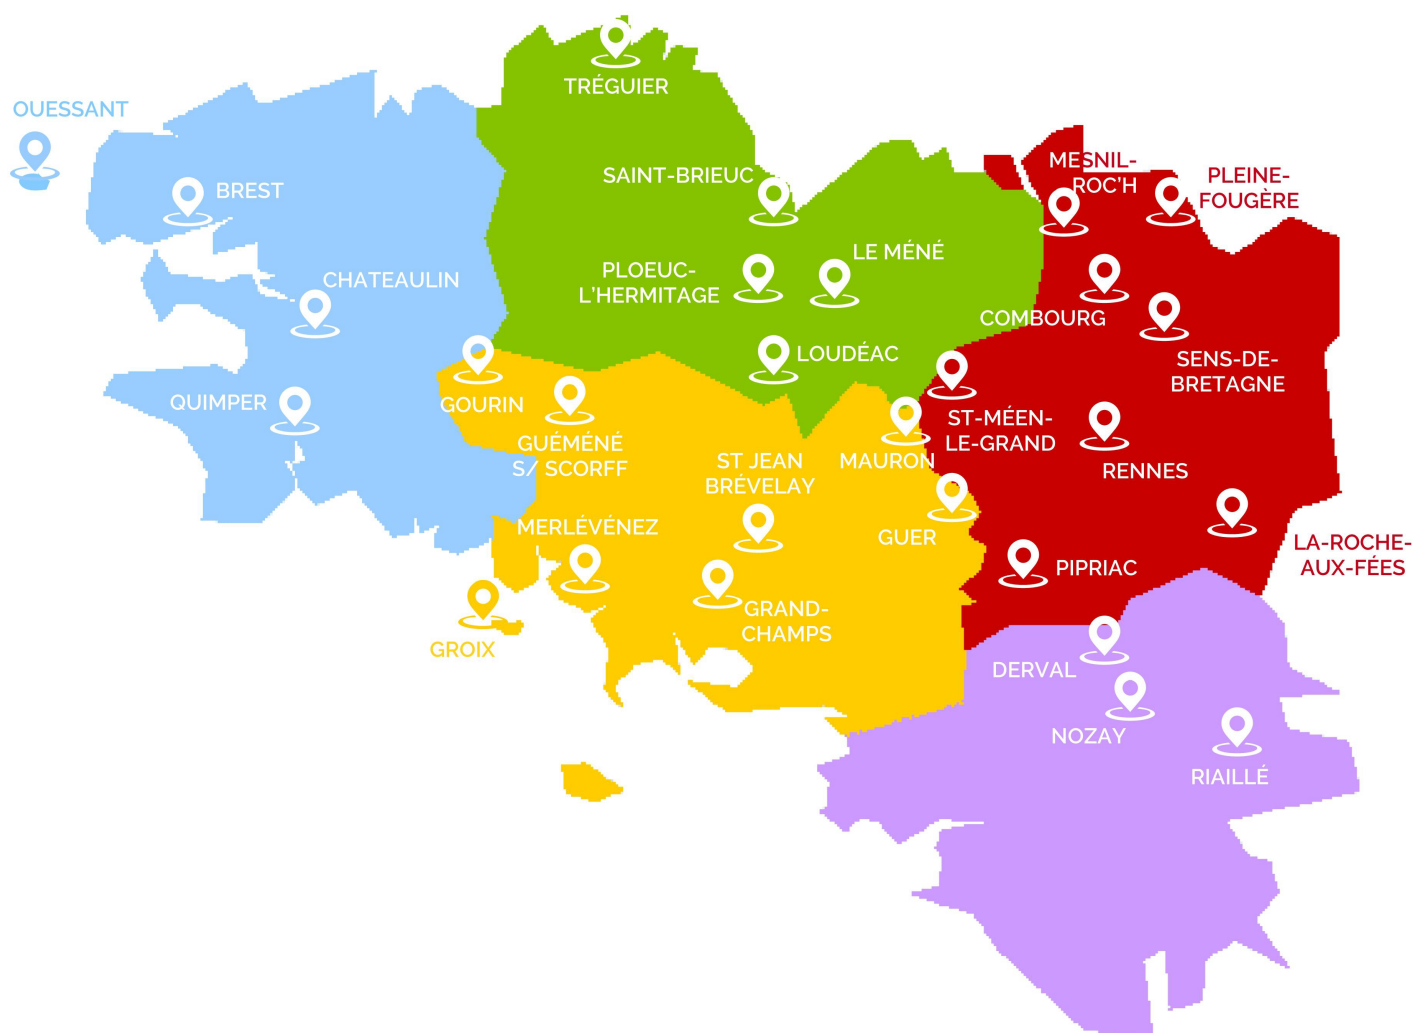 TRÉGUIER
OUESSANT
BREST
SAINT-BRIEUC
MESNIL-
ROC'H
PLEINE-
FOUGÈRE
CHATEAULIN
PLOEUC-
L'HERMITAGE
LE MÉNÉ
COMBOURG
SENS-DE-
BRETAGNE
LOUDÉAC
QUIMPER
GOURIN
GUÉMÉNÉ
S/ SCORFF
ST JEAN
BRÉVELAY
MAURON
ST-MÉEN-
LE-GRAND
RENNES
MERLÉVÉNEZ
GUER
PIPRIAC
LA-ROCHE-
AUX-FÉES
GRAND-
CHAMPS
GROIX
DERVAL
NOZAY
RIAILLÉ